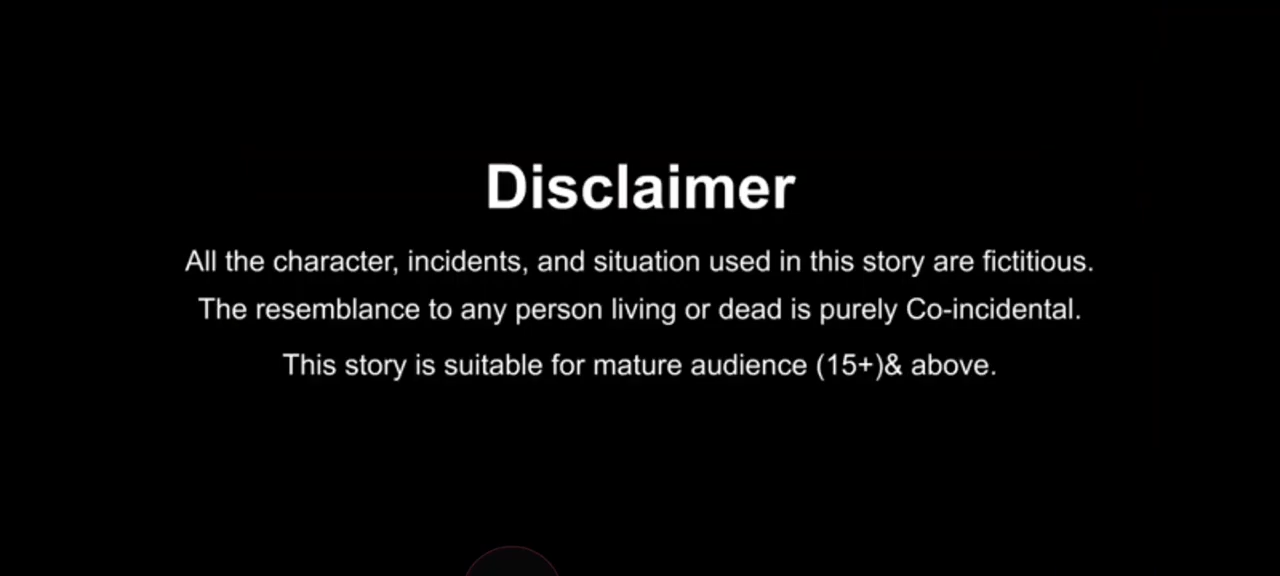 Disclaimer
All the character, incidents, and situation used in this story are fictitious.
The resemblance to any person living or dead is purely Co-incidental.
This story is suitable for mature audience (15+)& above.